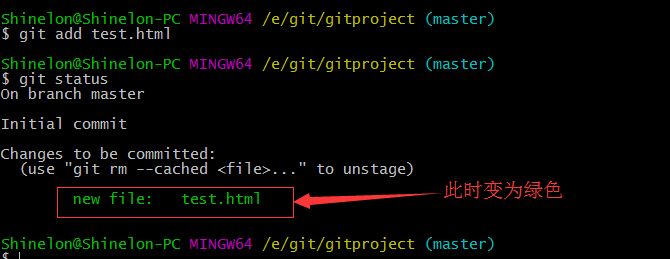 Shinelon@Shinelon-PC MINGW64 /e/git/gitproject (master)
$ git add test.html
Shinelon@Shinelon-PC MINGW64 /e/git/gitproject (master)
$ git status
On branch master
Initial commit
Changes to be committed:
(use "git rm --cached <file>..." to unstage)
new file: test.html
此时变为绿色
Shinelon@Shinelon-PC MINGW64 /e/git/gitproject (master)
$